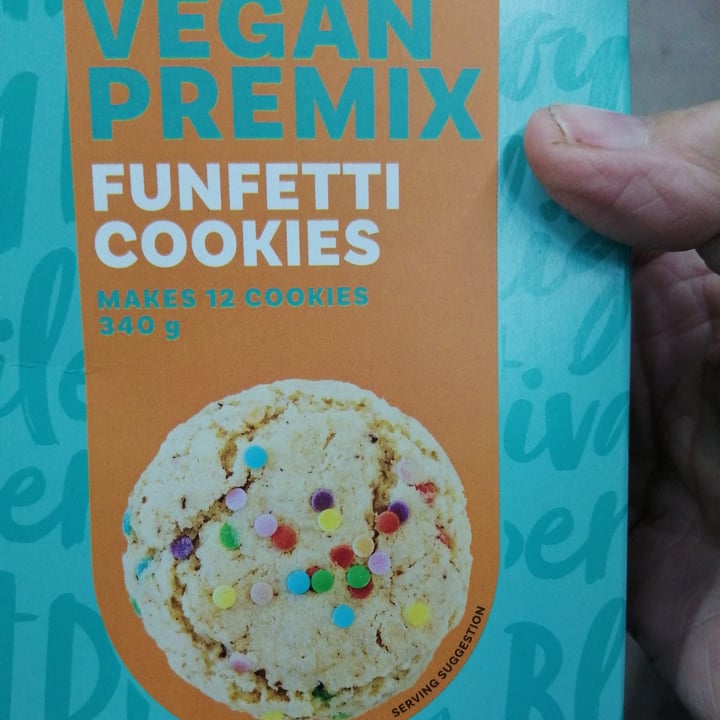 VEGAN
PREMIX
FUNFETTI
COOKIES
MAKES 12 COOKIES
340 g
SERVING SUGGESTION